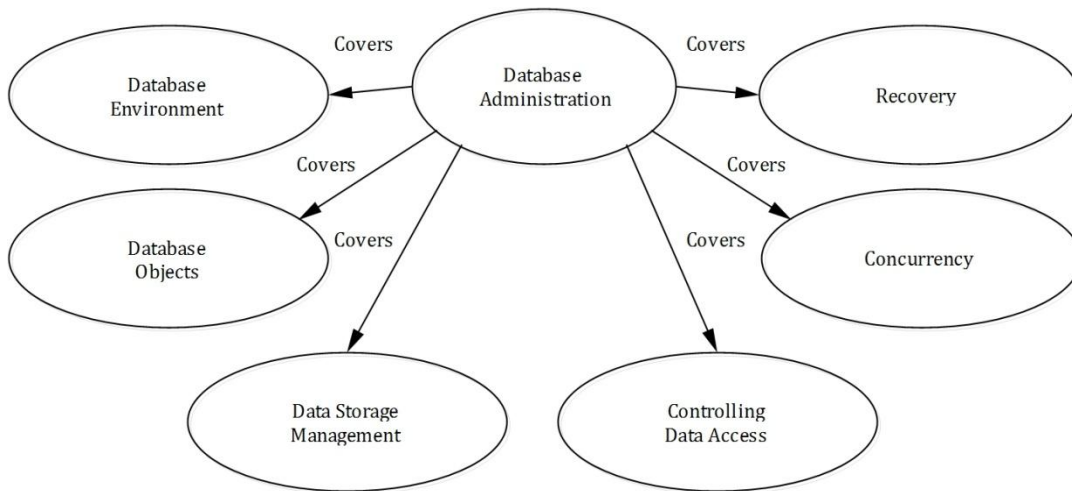 Covers
Database
Administration
Covers
Database
Environment
Recovery
Covers
Covers
Database
Objects
Covers
Covers
Concurrency
Data Storage
Management
Controlling
Data Access